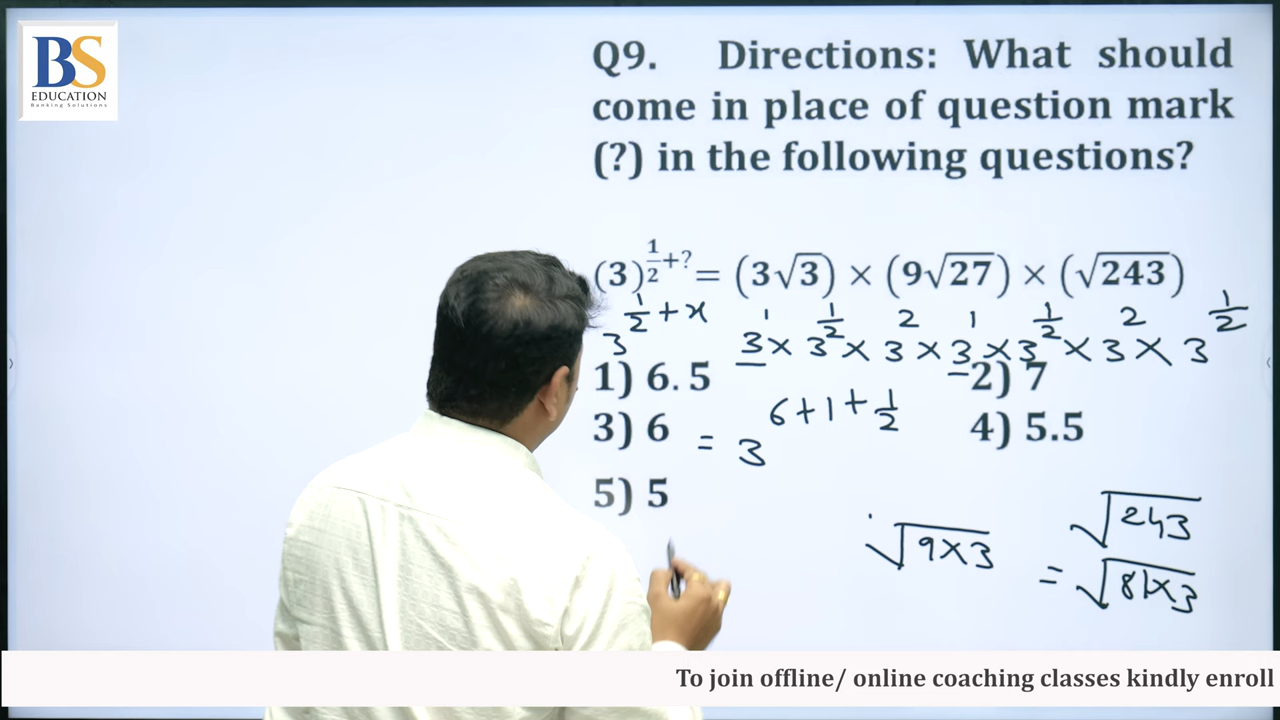 BS
EDUCATION
Banking Solutions
Q9. Directions: What should
come in place of question mark
(?) in the following questions?
(3)^{1/2+?} = (3√3) × (9√27) × (√243)
3^{1/2+x} 3^1 × 3^{1/2} × 3^2 × 3^1 × 3^{1/2} × 3^2 × 3^{1/2}
1) 6.5 2) 7
3) 6 4) 5.5
= 3^{6+1+1/2}
5) 5
√9×3 √243
= √81×3
To join offline/ online coaching classes kindly enroll